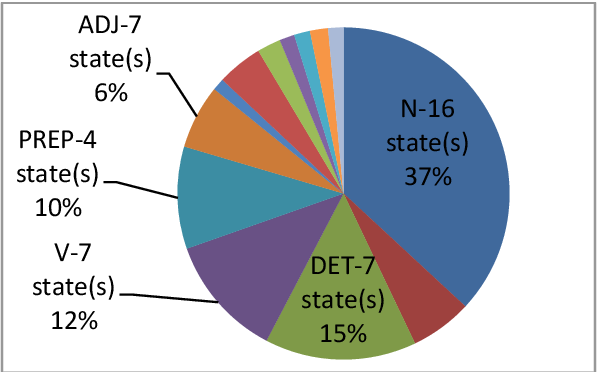 ADJ-7
state(s)
6%
N-16
state(s)
37%
PREP-4
state(s)
10%
V-7
state(s)
12%
DET-7
state(s)
15%